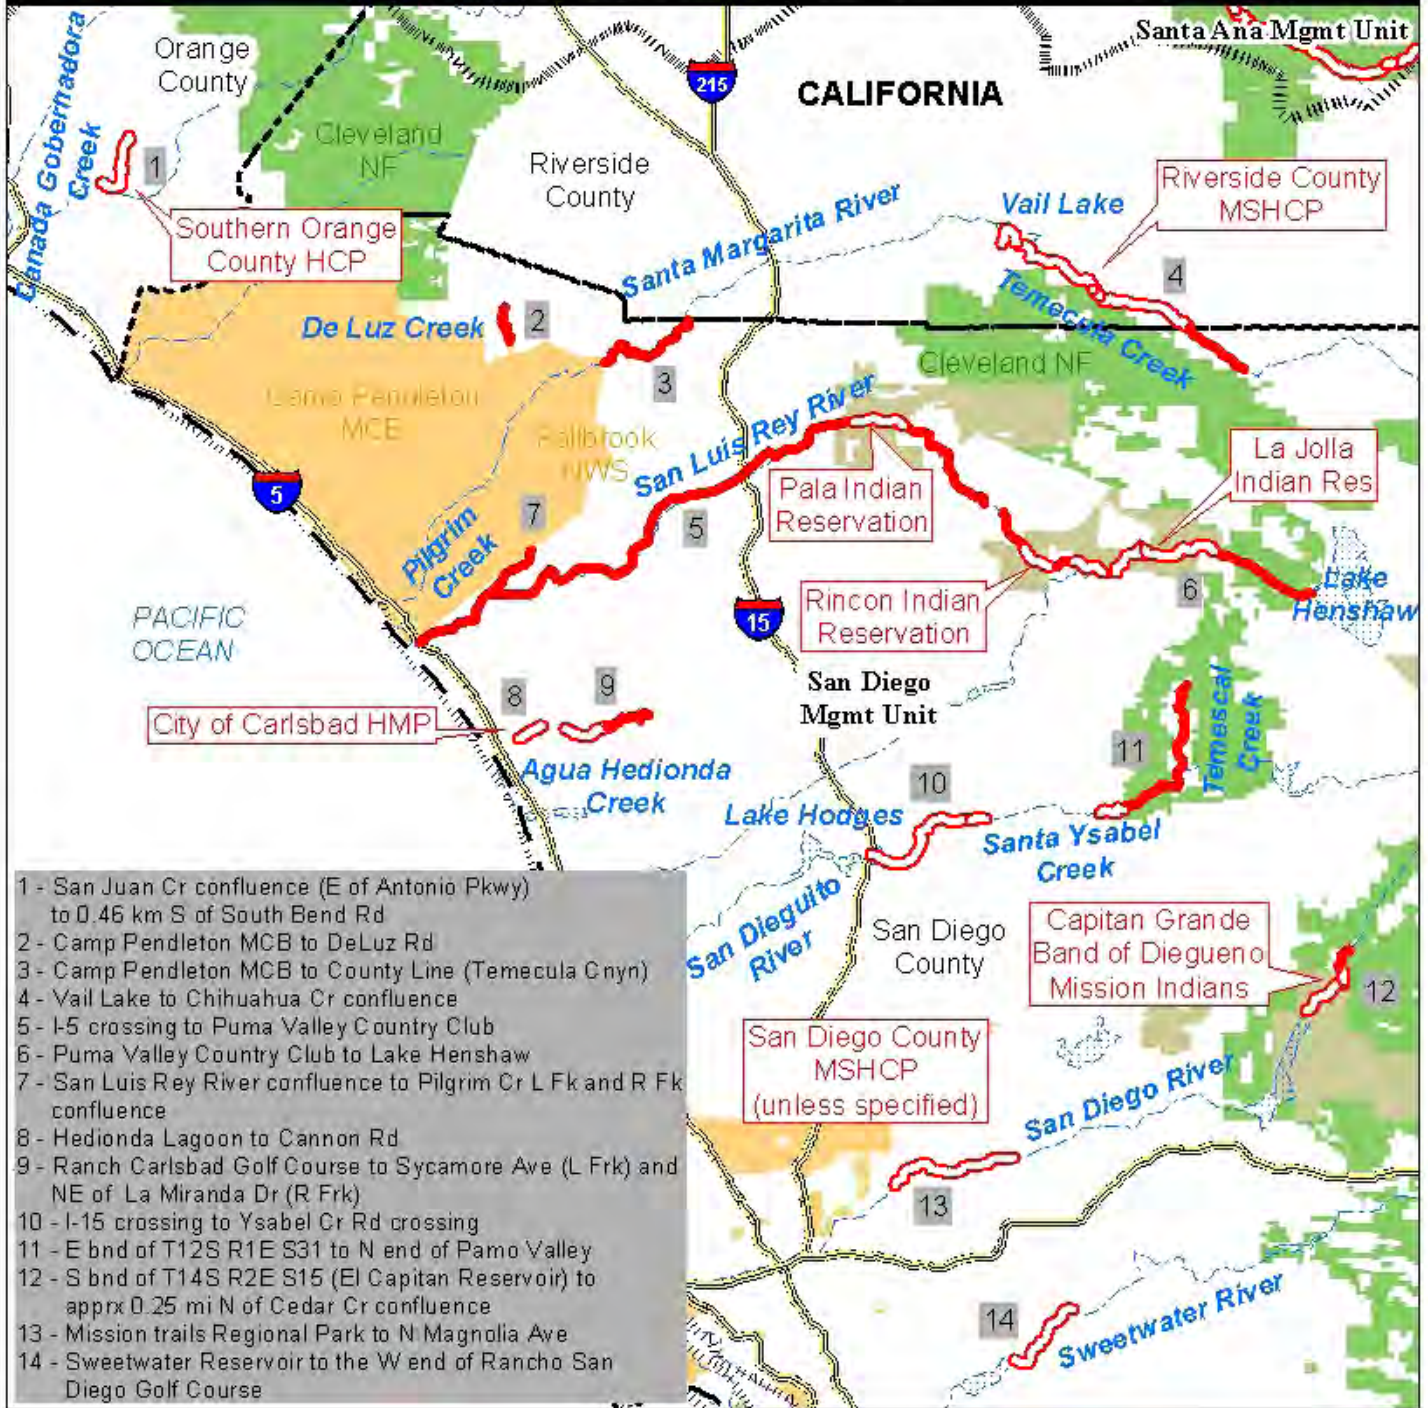 Santa Ana Mgmt Unit
Orange
County
215
CALIFORNIA
Canada Gobernadora
Creek
Cleveland
NF
1
Riverside
County
Riverside County
MSHCP
Southern Orange
County HCP
Santa Margarita River
Vail Lake
4
Temecula Creek
De Luz Creek
2
3
Cleveland NF
Camp Pendleton
MCB
Fallbrook
NWS
San Luis Rey River
La Jolla
Indian Res
5
Pala Indian
Reservation
7
5
Pilgrim
Creek
6
Lake
Henshaw
Rincon Indian
Reservation
15
PACIFIC
OCEAN
San Diego
Mgmt Unit
8
9
City of Carlsbad HMP
Temescal
Creek
11
Agua Hedionda
Creek
10
Lake Hodges
Santa Ysabel
Creek
San Dieguito
River
San Diego
County
Capitan Grande
Band of Diegueno
Mission Indians
12
San Diego County
MSHCP
(unless specified)
San Diego River
13
14
Sweetwater River
1 - San Juan Cr confluence (E of Antonio Pkwy)
to 0.46 km S of South Bend Rd
2 - Camp Pendleton MCB to DeLuz Rd
3 - Camp Pendleton MCB to County Line (Temecula Cnyn)
4 - Vail Lake to Chihuahua Cr confluence
5 - I-5 crossing to Puma Valley Country Club
6 - Puma Valley Country Club to Lake Henshaw
7 - San Luis Rey River confluence to Pilgrim Cr L Fk and R Fk
confluence
8 - Hedionda Lagoon to Cannon Rd
9 - Ranch Carlsbad Golf Course to Sycamore Ave (L Frk) and
NE of La Miranda Dr (R Frk)
10 - I-15 crossing to Ysabel Cr Rd crossing
11 - E bnd of T12S R1E S31 to N end of Pamo Valley
12 - S bnd of T14S R2E S15 (El Capitan Reservoir) to
apprx 0.25 mi N of Cedar Cr confluence
13 - Mission trails Regional Park to N Magnolia Ave
14 - Sweetwater Reservoir to the W end of Rancho San
Diego Golf Course